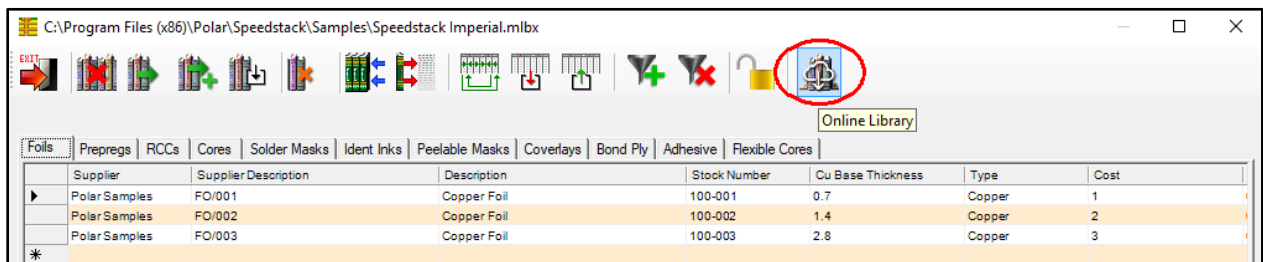 C:\Program Files (x86)\Polar\Speedstack\Samples\Speedstack Imperial.mlbx
EXIT
Online Library
Foils Prepregs RCCs Cores Solder Masks Ident Inks Peelable Masks Coverlays Bond Ply Adhesive Flexible Cores
Supplier Supplier Description Description Stock Number Cu Base Thickness Type Cost
Polar Samples FO/001 Copper Foil 100-001 0.7 Copper 1
Polar Samples FO/002 Copper Foil 100-002 1.4 Copper 2
Polar Samples FO/003 Copper Foil 100-003 2.8 Copper 3